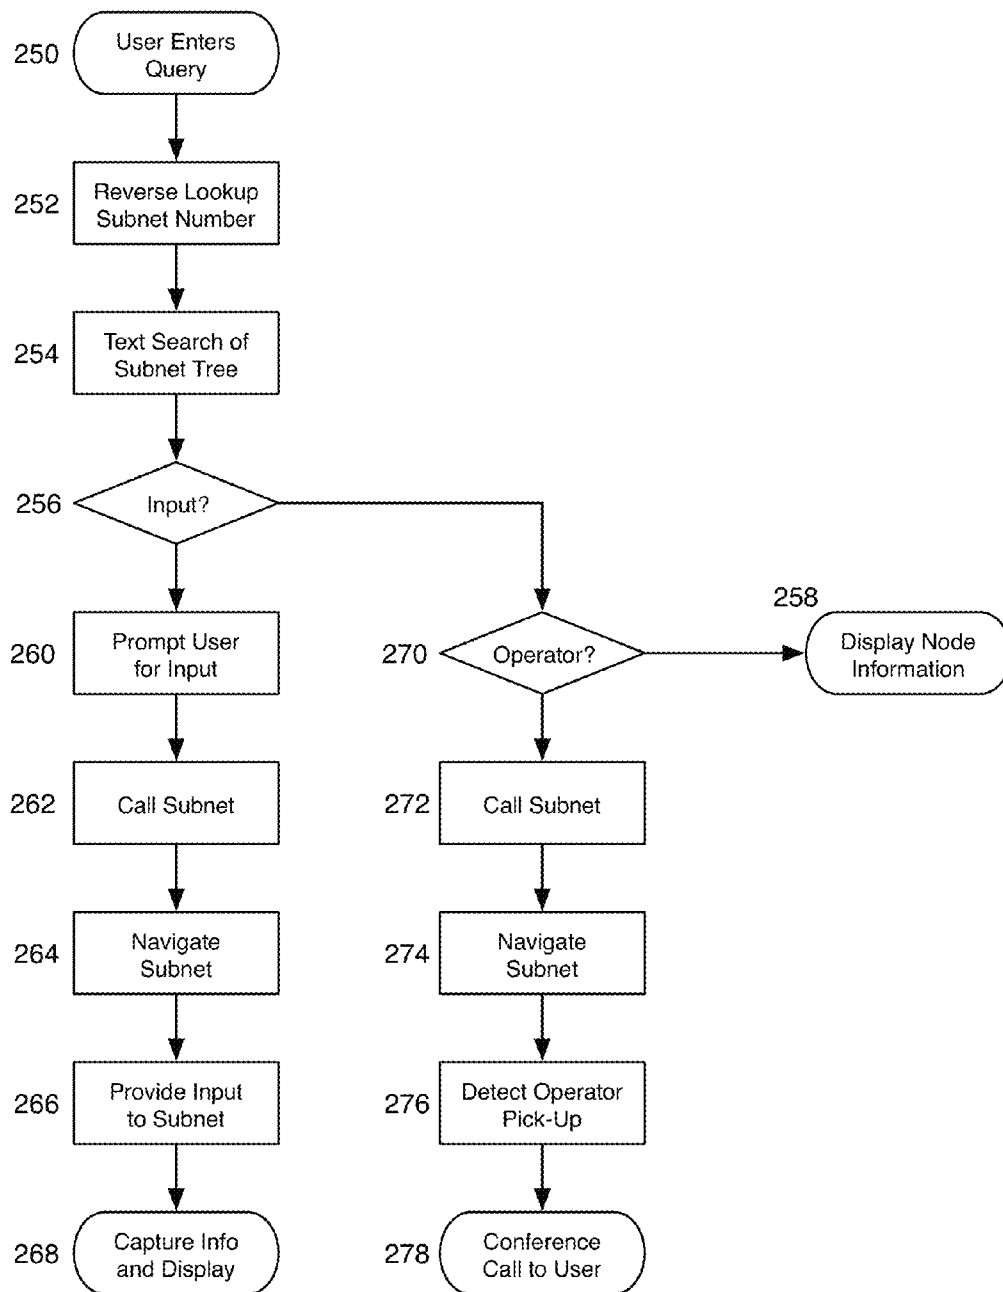 250
User Enters
Query
252
Reverse Lookup
Subnet Number
254
Text Search of
Subnet Tree
256
Input?
258
260
Prompt User
for Input
270
Operator?
Display Node
Information
262
Call Subnet
272
Call Subnet
264
Navigate
Subnet
274
Navigate
Subnet
266
Provide Input
to Subnet
276
Detect Operator
Pick-Up
268
Capture Info
and Display
278
Conference
Call to User